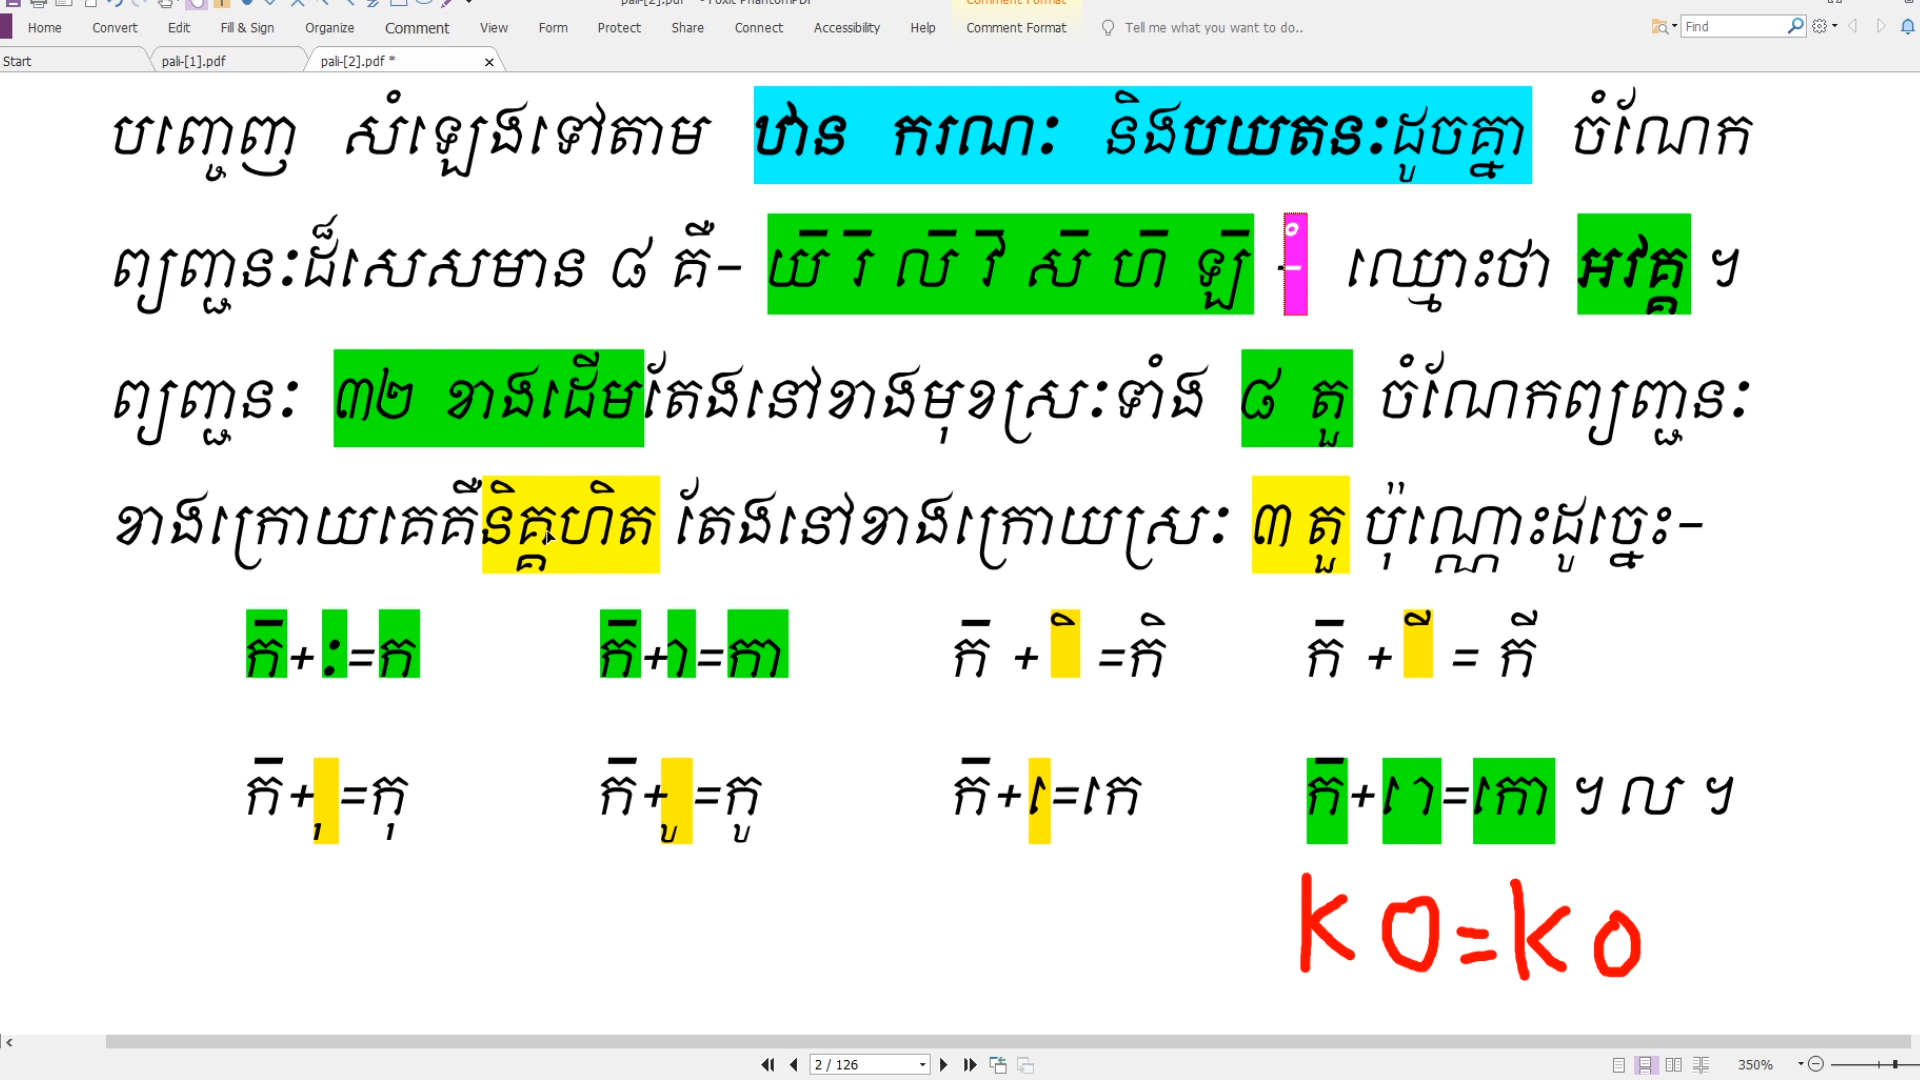 pali-[2].pdf * - Foxit PhantomPDF
Comment Format
Home Convert Edit Fill & Sign Organize Comment View Form Protect Share Connect Accessibility Help Comment Format Tell me what you want to do.. Find
Start pali-[1].pdf pali-[2].pdf *
បញ្ចេញ សំឡេងទៅតាម ឋាន ករណៈ និងបយតនៈដូចគ្នា ចំណែក
ព្យញ្ជនៈដ៏សេសមាន ៨ គឺ- យ៑ រ៑ ល៑ វ៑ ស៑ ហ៑ ឡ៑ -ំ ឈ្មោះថា អវគ្គ ។
ព្យញ្ជនៈ ៣២ ខាងដើមតែងនៅខាងមុខស្រៈទាំង ៨ តួ ចំណែកព្យញ្ជនៈ
ខាងក្រោយគេគឺនិគ្គហិត តែងនៅខាងក្រោយស្រៈ ៣ តួ ប៉ុណ្ណោះដូច្នេះ-
ក៑+ៈ=ក ក៑+ា=កា ក៑ + ិ =កិ ក៑ + ី = កី
ក៑+ុ=កុ ក៑+ូ=កូ ក៑+េ=កេ ក៑+ោ=កោ ។ ល ។
ko=ko
2 / 126 350%